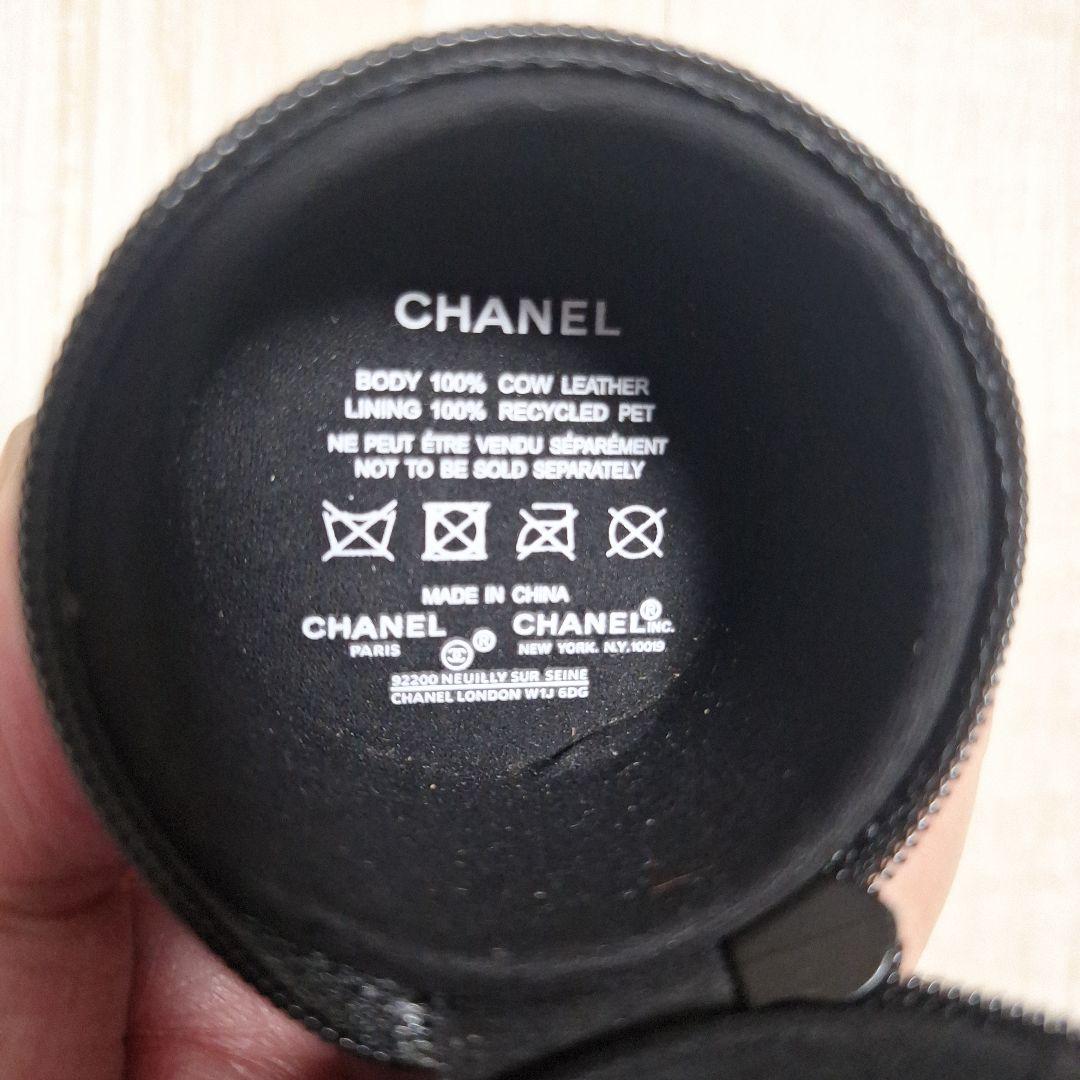 CHANEL
BODY 100% COW LEATHER
LINING 100% RECYCLED PET
NE PEUT ÊTRE VENDU SÉPARÉMENT
NOT TO BE SOLD SEPARATELY
MADE IN CHINA
CHANEL
PARIS
®
CHANEL® INC.
NEW YORK. N.Y.10019
92200 NEUILLY SUR SEINE
CHANEL LONDON W1J 6DG